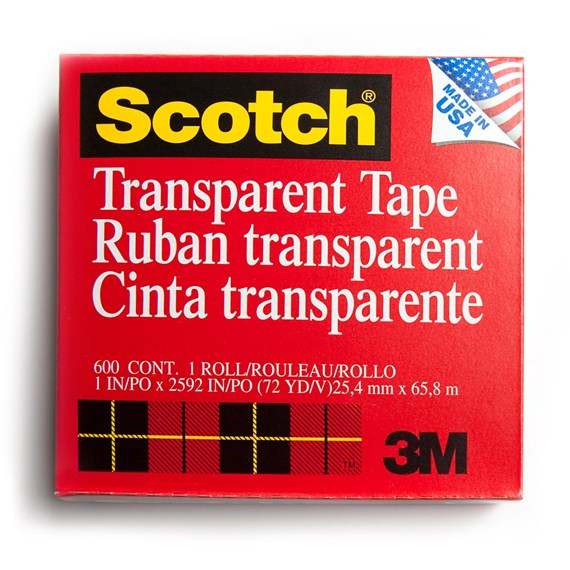 Scotch®
MADE IN
USA
Transparent Tape
Ruban transparent
Cinta transparente
600 CONT. 1 ROLL/ROULEAU/ROLLO
1 IN/PO x 2592 IN/PO (72 YD/V)25,4 mm x 65,8 m
TM
3M